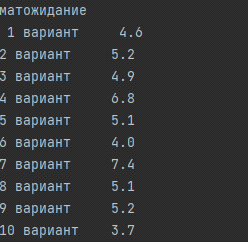 матожидание
1 вариант 4.6
2 вариант 5.2
3 вариант 4.9
4 вариант 6.8
5 вариант 5.1
6 вариант 4.0
7 вариант 7.4
8 вариант 5.1
9 вариант 5.2
10 вариант 3.7